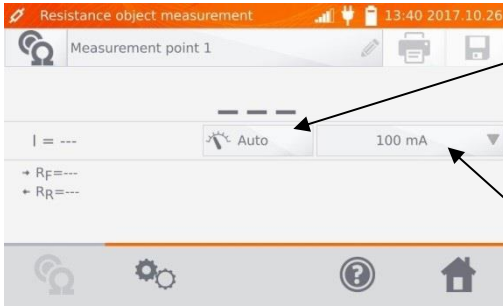 Resistance object measurement 13:40 2017.10.26
Measurement point 1
---
I = --- Auto 100 mA
→ RF=---
← RR=---